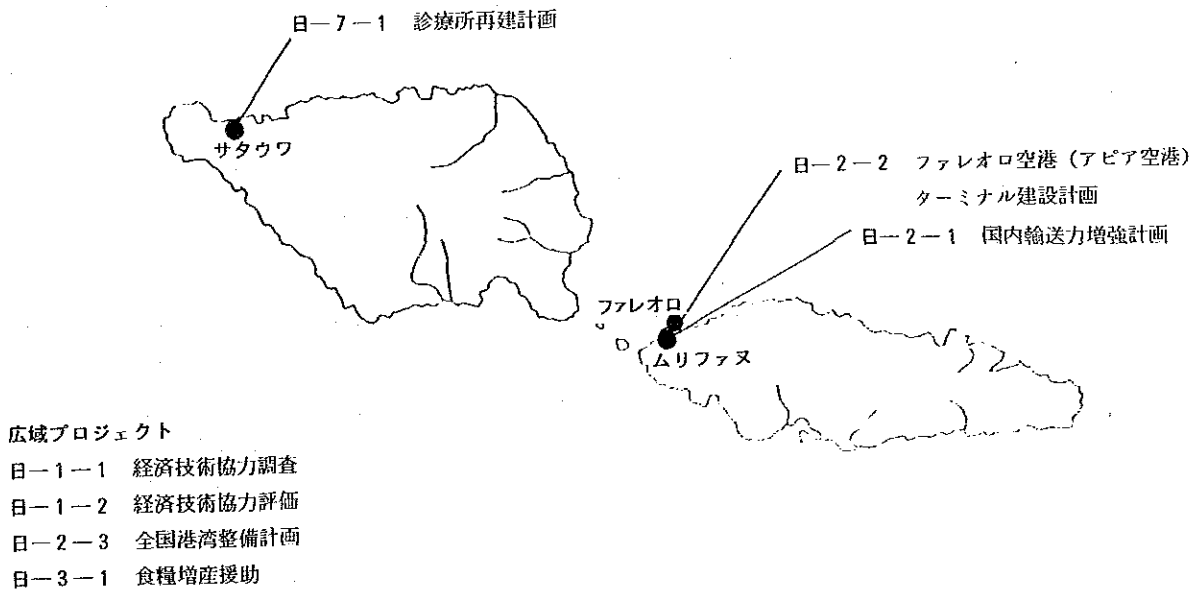 日―7―1 診療所再建計画
サタウワ
日―2―2 ファレオロ空港(アピア空港)
ターミナル建設計画
日―2―1 国内輸送力増強計画
ファレオロ
ムリファヌ
広域プロジェクト
日―1―1 経済技術協力調査
日―1―2 経済技術協力評価
日―2―3 全国港湾整備計画
日―3―1 食糧増産援助